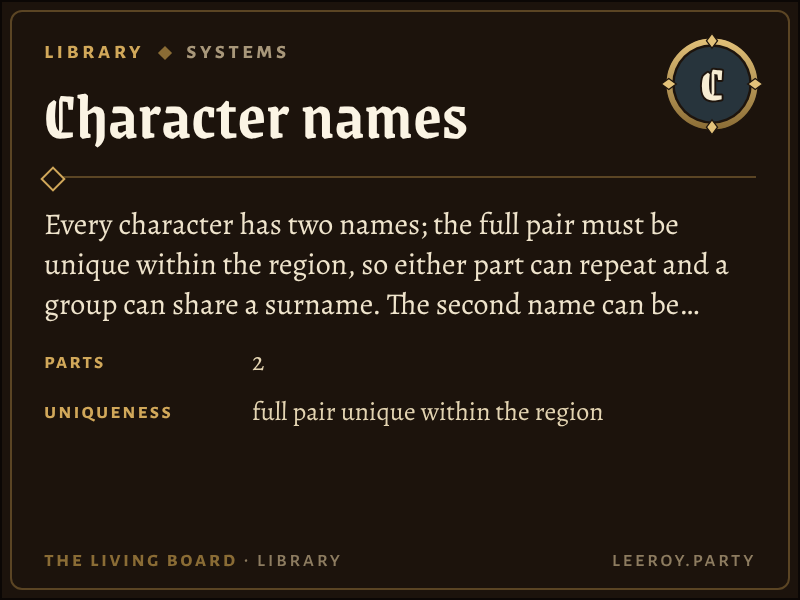 LIBRARY ◆ SYSTEMS
C
Character names
Every character has two names; the full pair must be
unique within the region, so either part can repeat and a
group can share a surname. The second name can be...
PARTS 2
UNIQUENESS full pair unique within the region
THE LIVING BOARD · LIBRARY LEEROY.PARTY